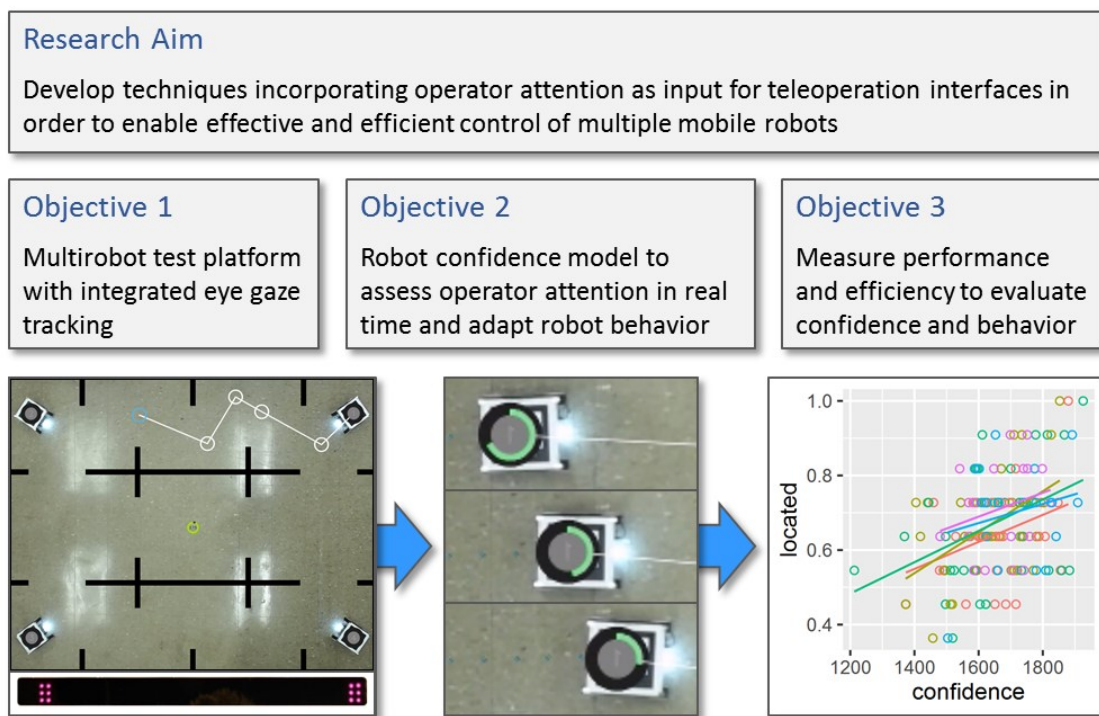 Research Aim
Develop techniques incorporating operator attention as input for teleoperation interfaces in
order to enable effective and efficient control of multiple mobile robots
Objective 1
Multirobot test platform
with integrated eye gaze
tracking
Objective 2
Robot confidence model to
assess operator attention in real
time and adapt robot behavior
Objective 3
Measure performance
and efficiency to evaluate
confidence and behavior
1.0
0.8
0.6
0.4
located
1200
1400
1600
1800
confidence